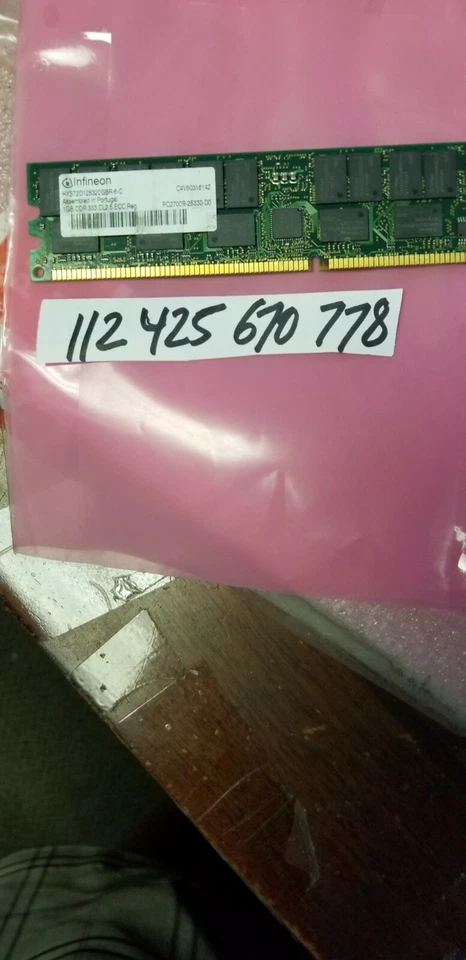 infineon
HYS72D128320GBR-6-C
Assembled in Portugal
1GB DDR 333 CL2.5 ECC Reg
PC2700R-25330-D0
112 425 670 778